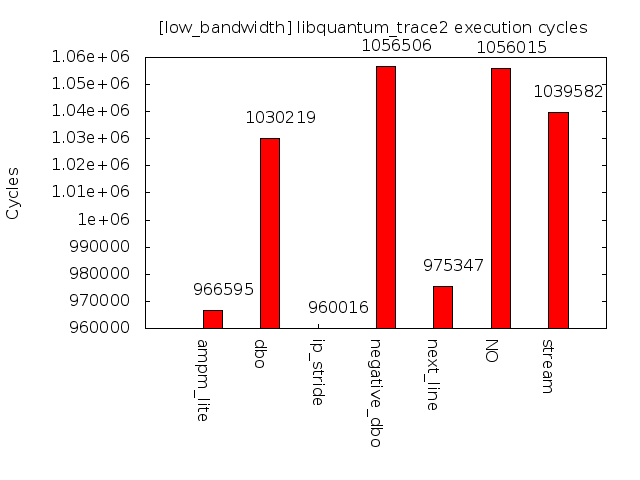 [low_bandwidth] libquantum_trace2 execution cycles
Cycles
1.06e+06
1.05e+06
1.04e+06
1.03e+06
1.02e+06
1.01e+06
1e+06
990000
980000
970000
960000
966595
1030219
960016
1056506
975347
1056015
1039582
ampm_lite
dbo
ip_stride
negative_dbo
next_line
NO
stream